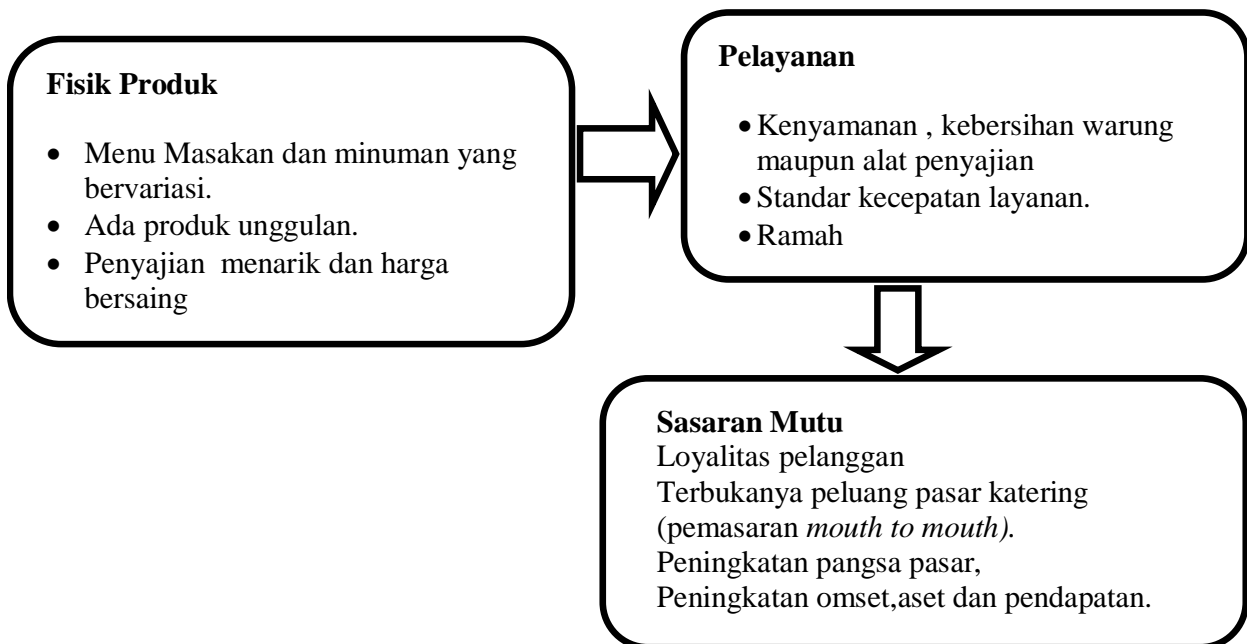 Fisik Produk
• Menu Masakan dan minuman yang
bervariasi.
• Ada produk unggulan.
• Penyajian menarik dan harga
bersaing
Pelayanan
• Kenyamanan , kebersihan warung
maupun alat penyajian
• Standar kecepatan layanan.
• Ramah
Sasaran Mutu
Loyalitas pelanggan
Terbukanya peluang pasar katering
(pemasaran mouth to mouth).
Peningkatan pangsa pasar,
Peningkatan omset,aset dan pendapatan.